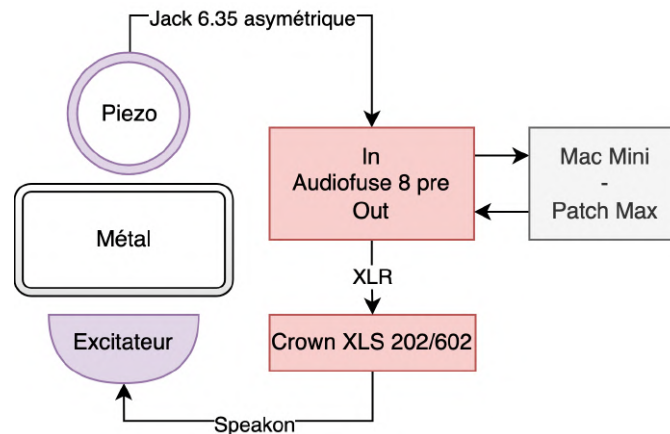 Jack 6.35 asymétrique
Piezo
In
Audiofuse 8 pre
Out
Mac Mini
-
Patch Max
Métal
XLR
Excitateur
Crown XLS 202/602
Speakon